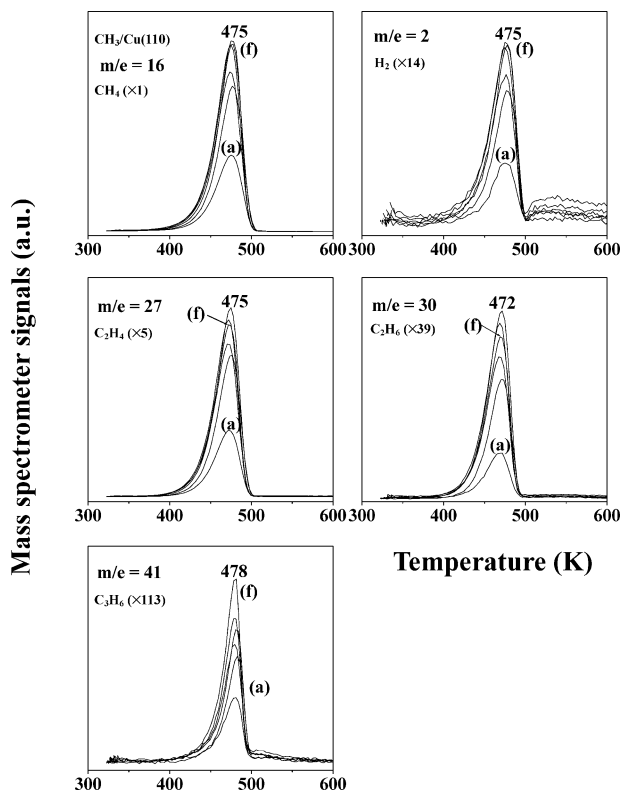 Mass spectrometer signals (a.u.)
CH₃/Cu(110)
m/e = 16
CH₄ (×1)
475
(f)
(a)
300 400 500 600
m/e = 2
H₂ (×14)
475
(f)
(a)
300 400 500 600
m/e = 27
C₂H₄ (×5)
475
(f)
(a)
300 400 500 600
m/e = 30
C₂H₆ (×39)
472
(f)
(a)
300 400 500 600
m/e = 41
C₃H₆ (×113)
478
(f)
(a)
300 400 500 600
Temperature (K)